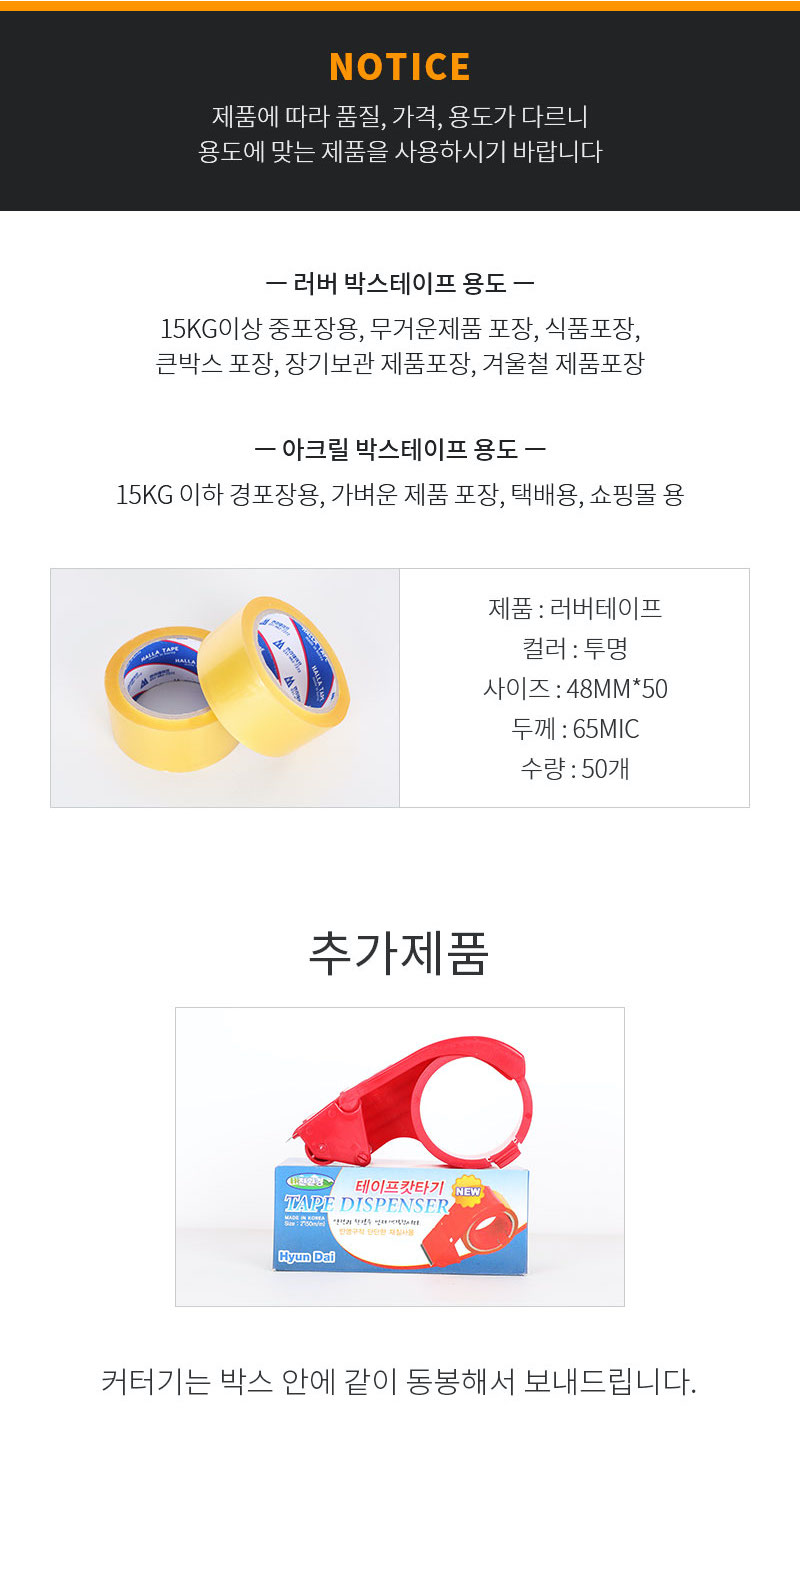 NOTICE
제품에 따라 품질, 가격, 용도가 다르니
용도에 맞는 제품을 사용하시기 바랍니다
ㅡ 러버 박스테이프 용도 ㅡ
15KG이상 중포장용, 무거운제품 포장, 식품포장,
큰박스 포장, 장기보관 제품포장, 겨울철 제품포장
ㅡ 아크릴 박스테이프 용도 ㅡ
15KG 이하 경포장용, 가벼운 제품 포장, 택배용, 쇼핑몰 용
HALLA TAPE
HALLA
HALLA TAPE
제품 : 러버테이프
컬러 : 투명
사이즈 : 48MM*50
두께 : 65MIC
수량 : 50개
추가제품
테이프캇타기
NEW
TAPE DISPENSER
MADE IN KOREA
Size : 2"(50m/m)
Hyun Dai
커터기는 박스 안에 같이 동봉해서 보내드립니다.